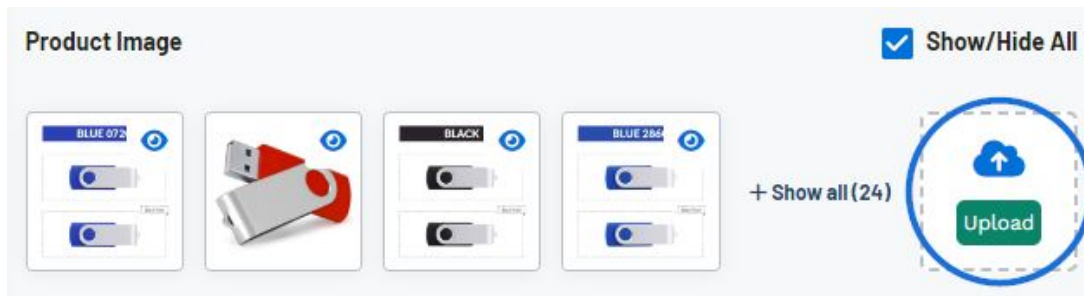 Product Image
Show/Hide All
BLUE 072
BLACK
BLUE 286
+ Show all (24)
Upload